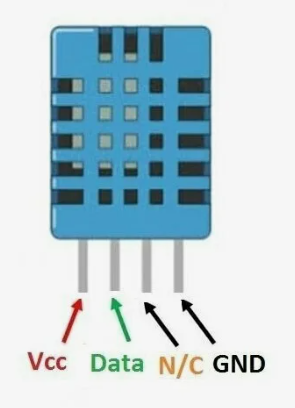 Vcc Data N/C GND